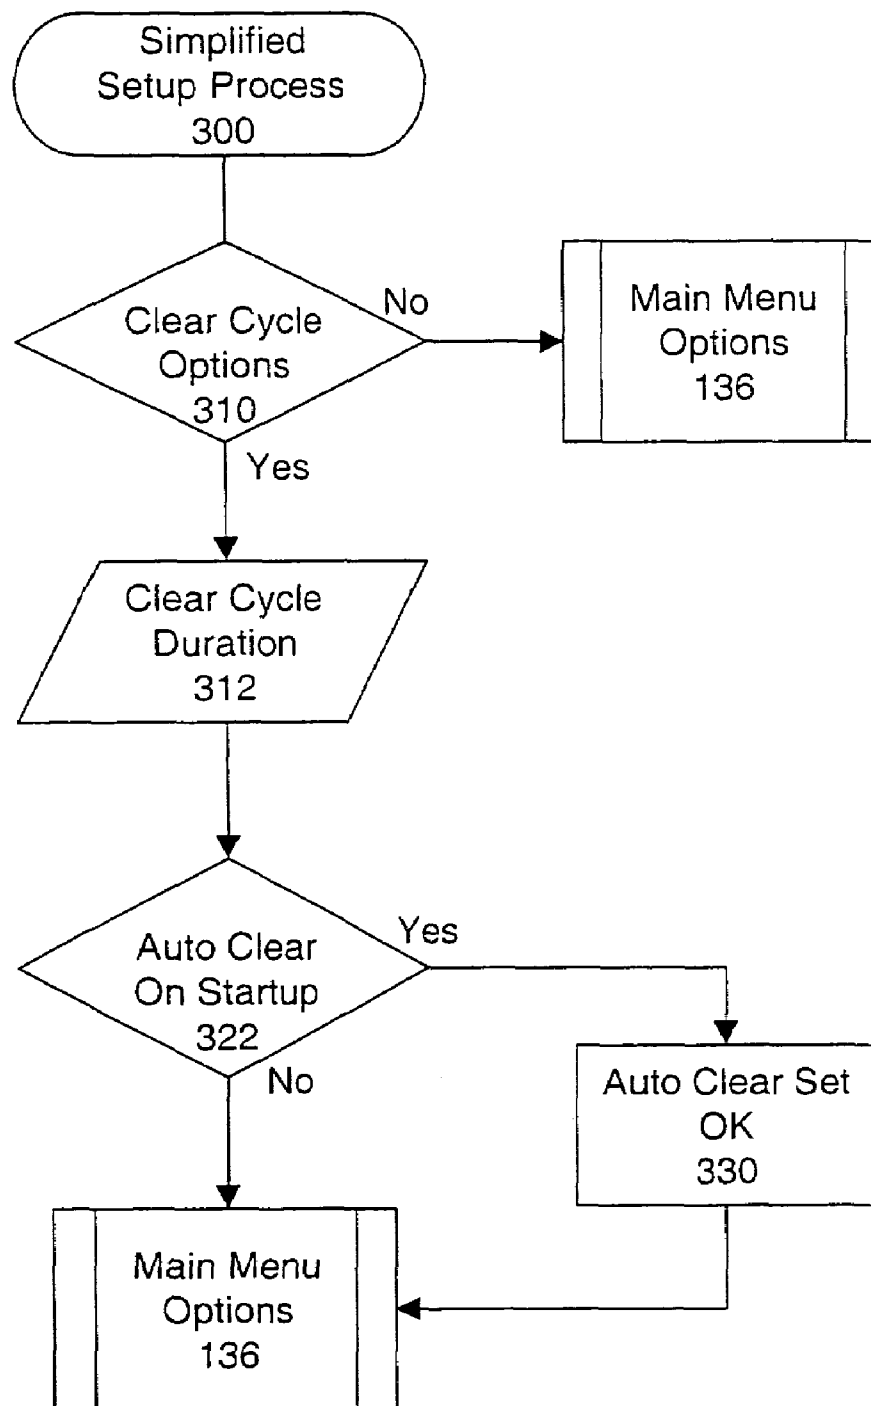 Simplified
Setup Process
300
Clear Cycle
Options
310
No
Main Menu
Options
136
Yes
Clear Cycle
Duration
312
Auto Clear
On Startup
322
Yes
No
Auto Clear Set
OK
330
Main Menu
Options
136